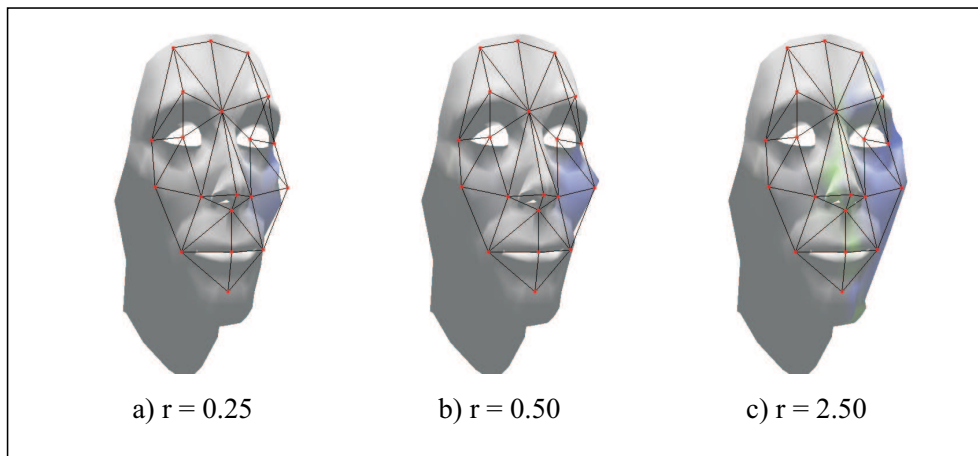 a) r = 0.25
b) r = 0.50
c) r = 2.50